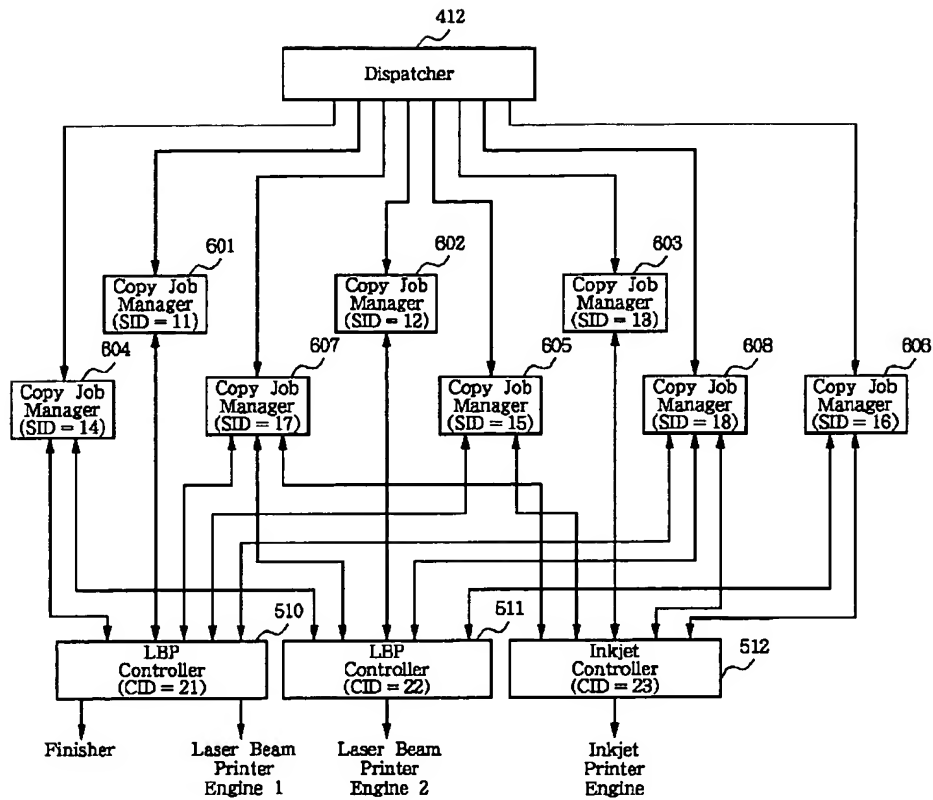 412
Dispatcher
601
Copy Job
Manager
(SID = 11)
602
Copy Job
Manager
(SID = 12)
603
Copy Job
Manager
(SID = 13)
604
Copy Job
Manager
(SID = 14)
607
Copy Job
Manager
(SID = 17)
605
Copy Job
Manager
(SID = 15)
608
Copy Job
Manager
(SID = 18)
606
Copy Job
Manager
(SID = 16)
510
LBP
Controller
(CID = 21)
511
LBP
Controller
(CID = 22)
512
Inkjet
Controller
(CID = 23)
Finisher
Laser Beam
Printer
Engine 1
Laser Beam
Printer
Engine 2
Inkjet
Printer
Engine